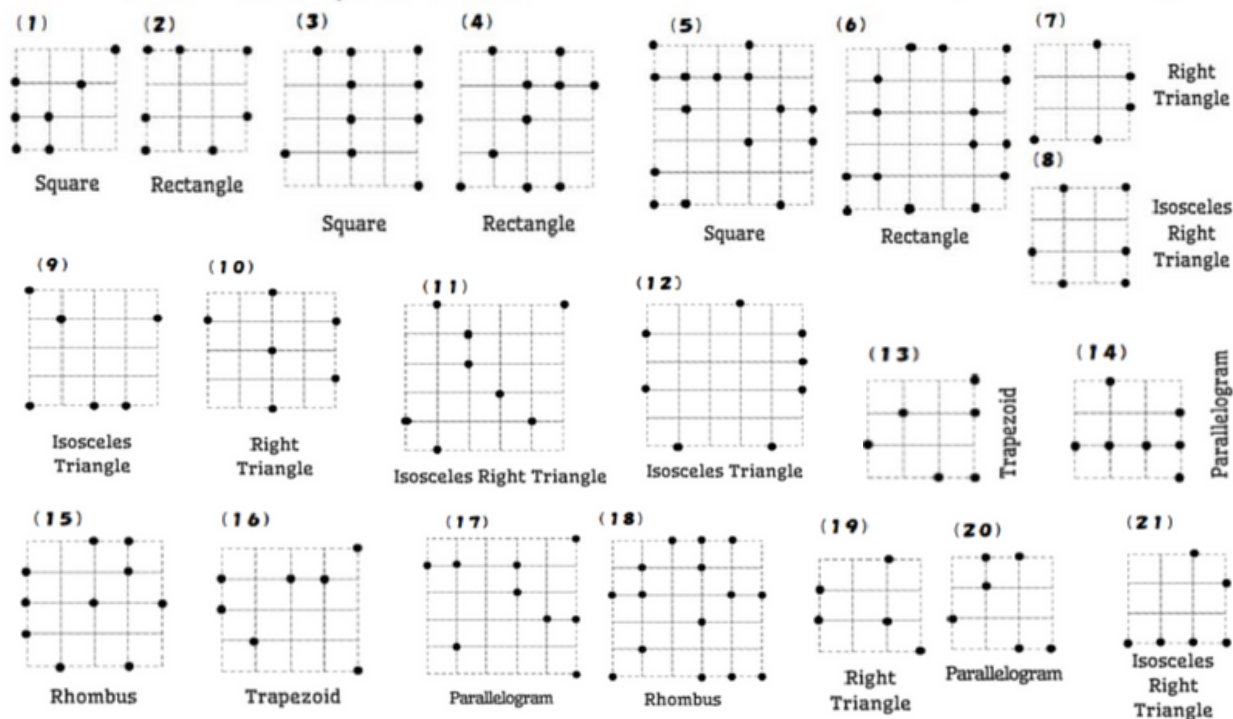 (1)
(2)
(3)
(4)
(5)
(6)
(7)
Right
Triangle
Square
Rectangle
Square
Rectangle
Square
Rectangle
(8)
Isosceles
Right
Triangle
(9)
(10)
(11)
(12)
(13)
Trapezoid
(14)
Parallelogram
Isosceles
Triangle
Right
Triangle
Isosceles Right Triangle
Isosceles Triangle
(15)
(16)
(17)
(18)
(19)
(20)
(21)
Rhombus
Trapezoid
Parallelogram
Rhombus
Right
Triangle
Parallelogram
Isosceles
Right
Triangle